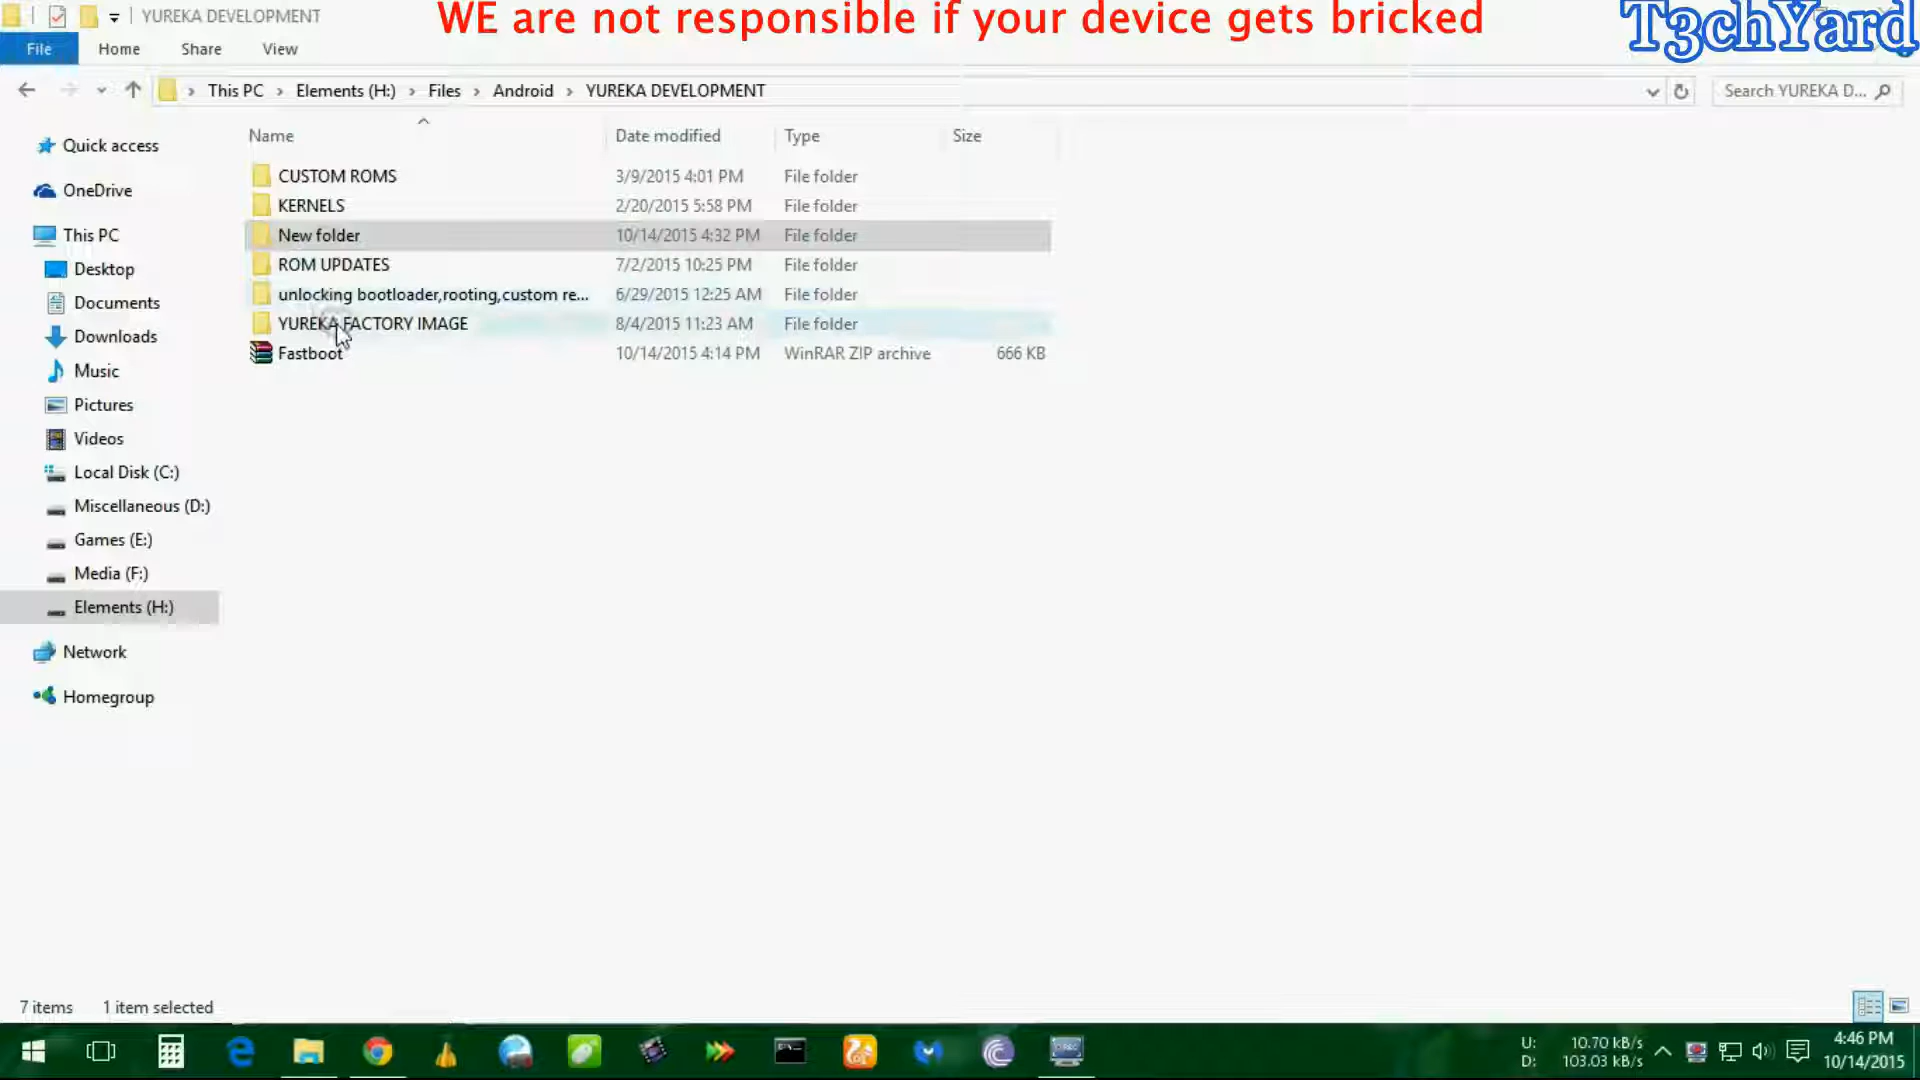 YUREKA DEVELOPMENT
WE are not responsible if your device gets bricked
T3chYard
File Home Share View
This PC > Elements (H:) > Files > Android > YUREKA DEVELOPMENT
Search YUREKA D...
Name Date modified Type Size
Quick access
OneDrive
This PC
Desktop
Documents
Downloads
Music
Pictures
Videos
Local Disk (C:)
Miscellaneous (D:)
Games (E:)
Media (F:)
Elements (H:)
Network
Homegroup
CUSTOM ROMS 3/9/2015 4:01 PM File folder
KERNELS 2/20/2015 5:58 PM File folder
New folder 10/14/2015 4:32 PM File folder
ROM UPDATES 7/2/2015 10:25 PM File folder
unlocking bootloader,rooting,custom re... 6/29/2015 12:25 AM File folder
YUREKA FACTORY IMAGE 8/4/2015 11:23 AM File folder
Fastboot 10/14/2015 4:14 PM WinRAR ZIP archive 666 KB
7 items 1 item selected
U: 10.70 kB/s
D: 103.03 kB/s
4:46 PM
10/14/2015